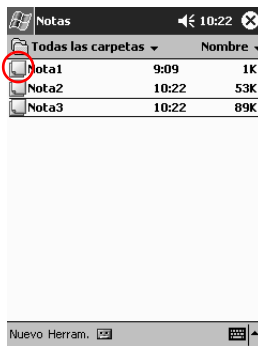 Notas 10:22
Todas las carpetas Nombre
Nota1 9:09 1K
Nota2 10:22 53K
Nota3 10:22 89K
Nuevo Herram.